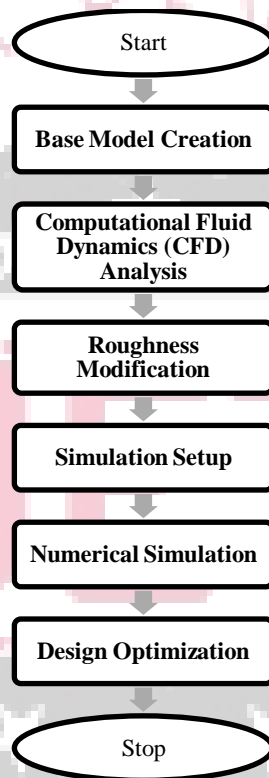 Start
Base Model Creation
Computational Fluid
Dynamics (CFD)
Analysis
Roughness
Modification
Simulation Setup
Numerical Simulation
Design Optimization
Stop